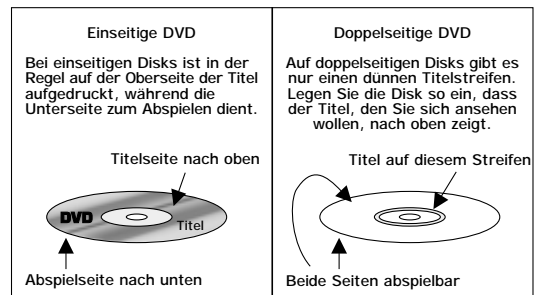 Einseitige DVD
Bei einseitigen Disks ist in der
Regel auf der Oberseite der Titel
aufgedruckt, während die
Unterseite zum Abspielen dient.
Titelseite nach oben
DVD
Titel
Abspielseite nach unten
Doppelseitige DVD
Auf doppelseitigen Disks gibt es
nur einen dünnen Titelstreifen.
Legen Sie die Disk so ein, dass
der Titel, den Sie sich ansehen
wollen, nach oben zeigt.
Titel auf diesem Streifen
Beide Seiten abspielbar